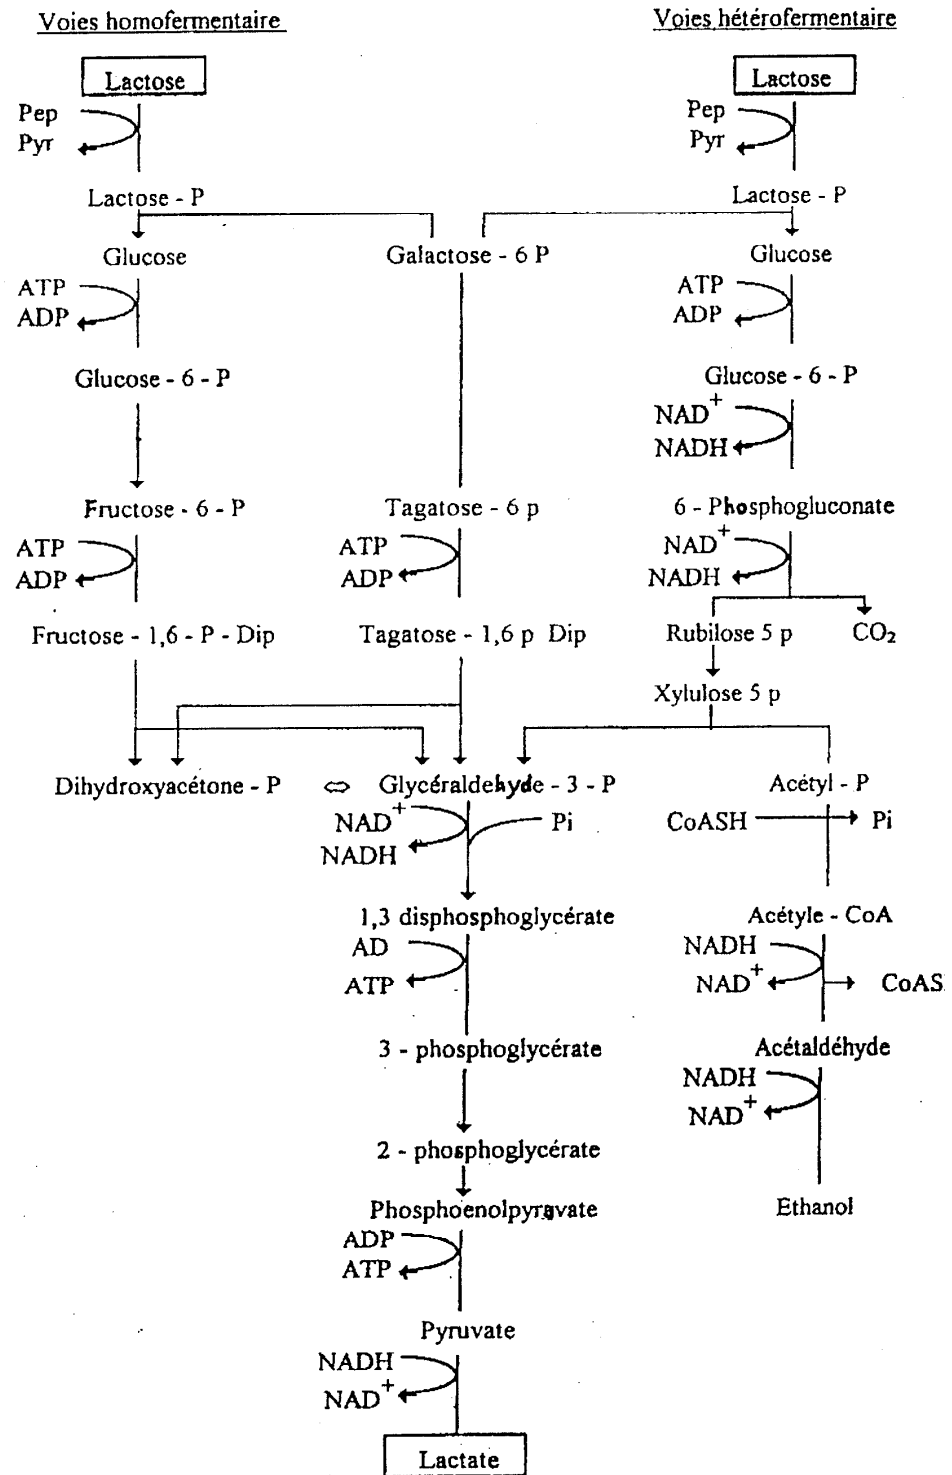 Voies homofermentaire
Voies hétérofermentaire
Lactose
Lactose
Pep
Pyr
Pep
Pyr
Lactose - P
Lactose - P
Glucose
Galactose - 6 P
Glucose
ATP
ADP
ATP
ADP
Glucose - 6 - P
Glucose - 6 - P
NAD+
NADH
Fructose - 6 - P
Tagatose - 6 p
6 - Phosphogluconate
ATP
ADP
ATP
ADP
NAD+
NADH
Fructose - 1,6 - P - Dip
Tagatose - 1,6 p Dip
Rubilose 5 p
CO2
Xylulose 5 p
Dihydroxyacétone - P
⇔
Glycéraldehyde - 3 - P
Acétyl - P
NAD+
NADH
Pi
CoASH
Pi
1,3 disphosphoglycérate
Acétyle - CoA
AD
ATP
NADH
NAD+
CoAS
3 - phosphoglycérate
Acétaldéhyde
NADH
NAD+
2 - phosphoglycérate
Phosphoenolpyruvate
Ethanol
ADP
ATP
Pyruvate
NADH
NAD+
Lactate